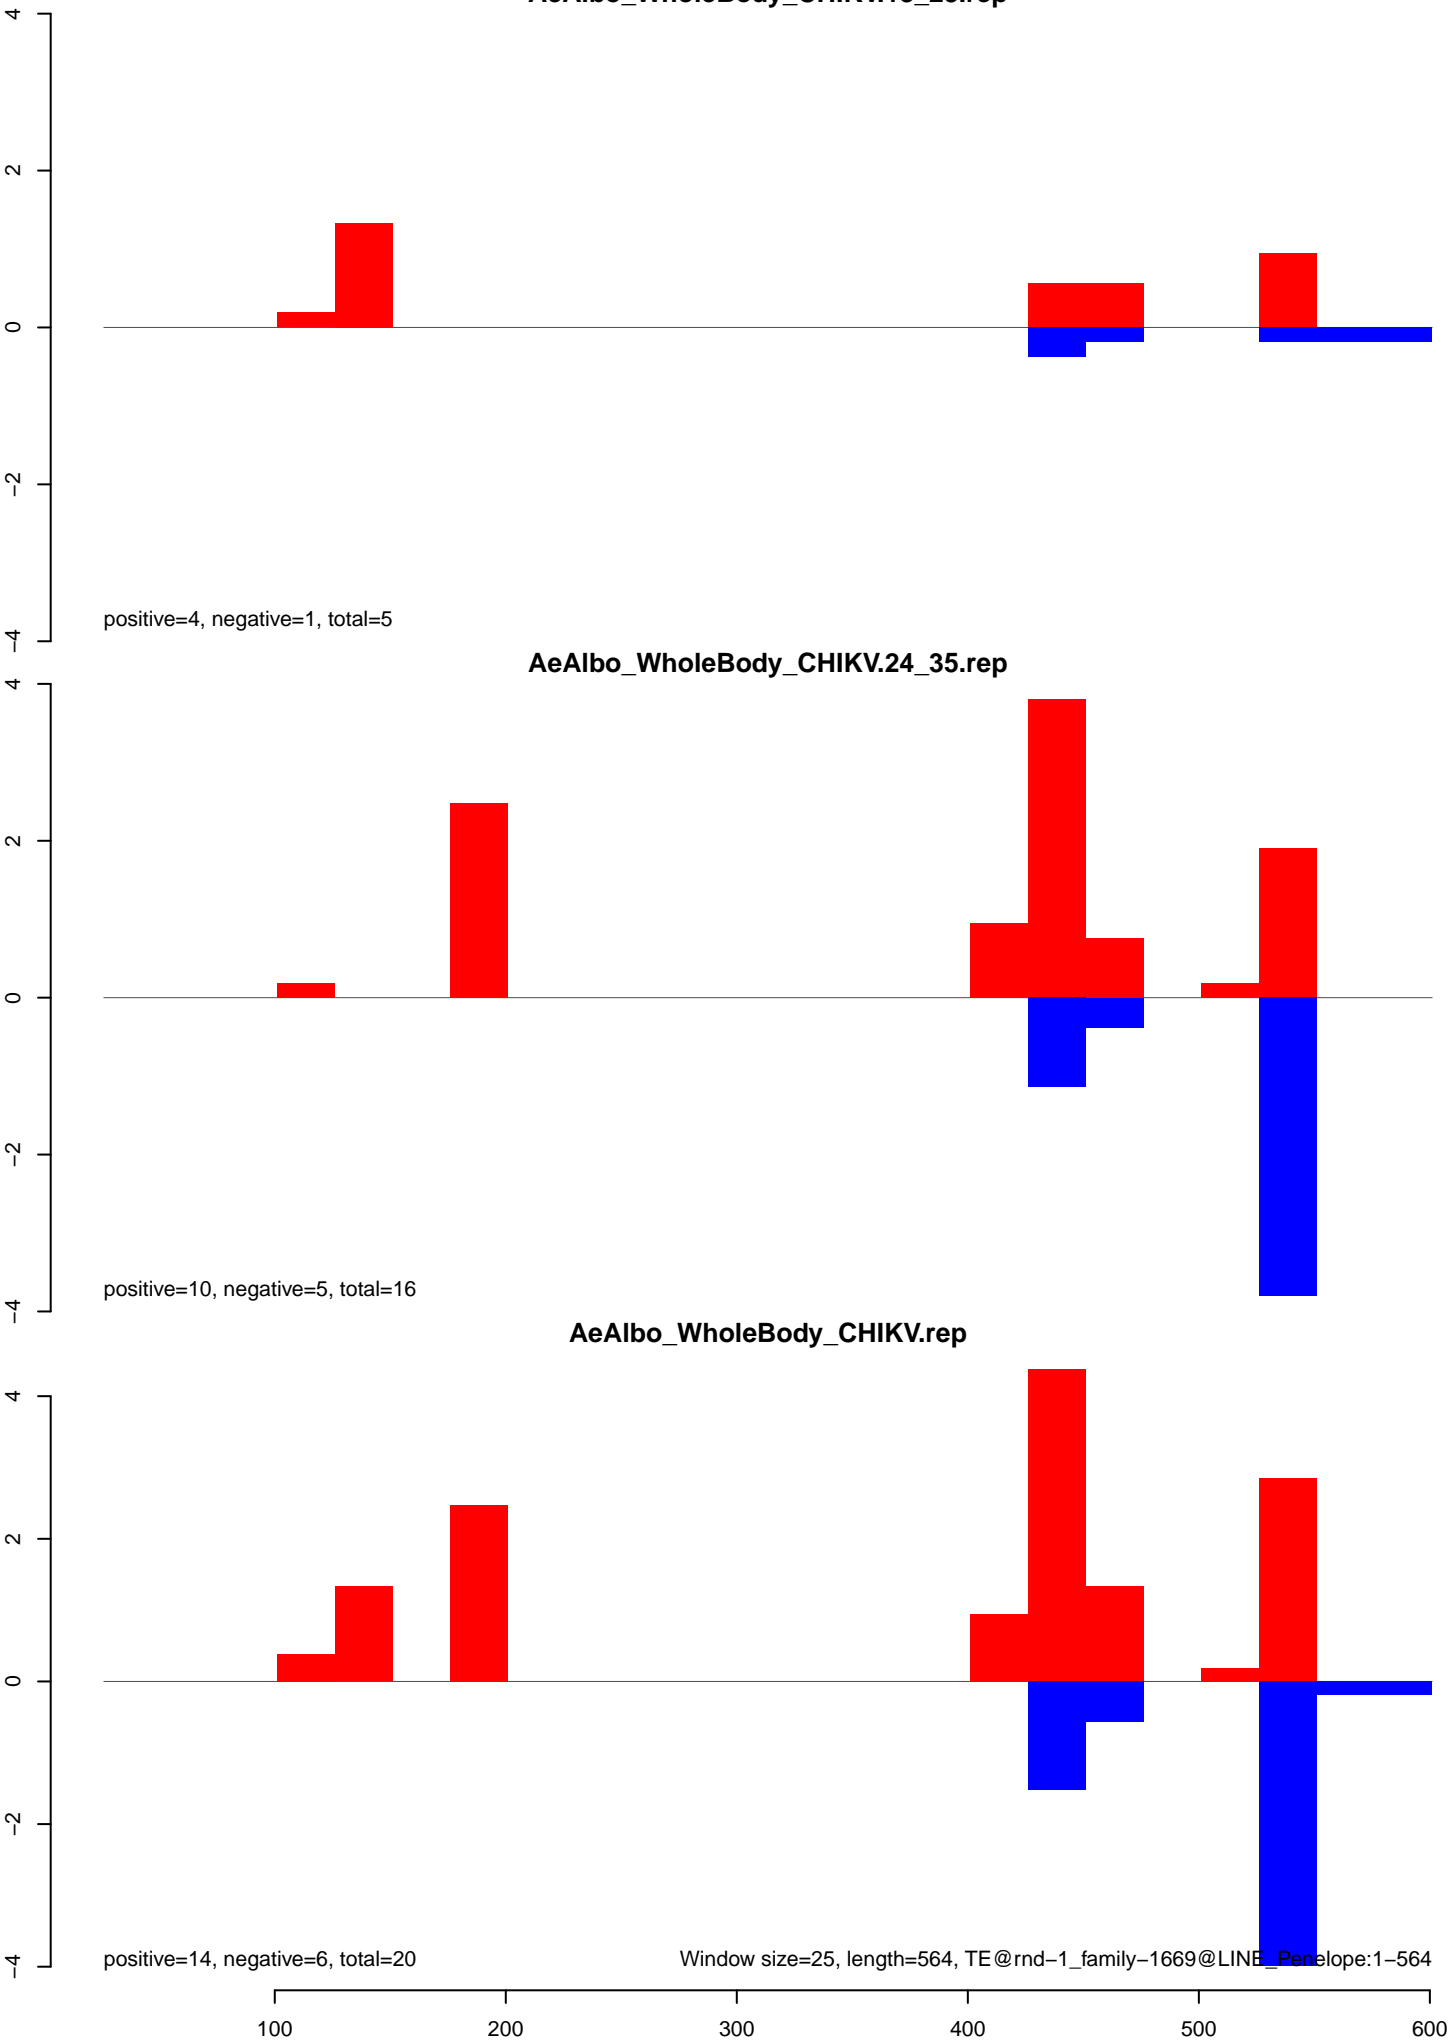 4
2
0
−2
−4
positive=4, negative=1, total=5
AeAlbo_WholeBody_CHIKV.24_35.rep
4
2
0
−2
−4
positive=10, negative=5, total=16
AeAlbo_WholeBody_CHIKV.rep
4
2
0
−2
−4
positive=14, negative=6, total=20
Window size=25, length=564, TE@rnd−1_family−1669@LINE_Penelope:1−564
100 200 300 400 500 600